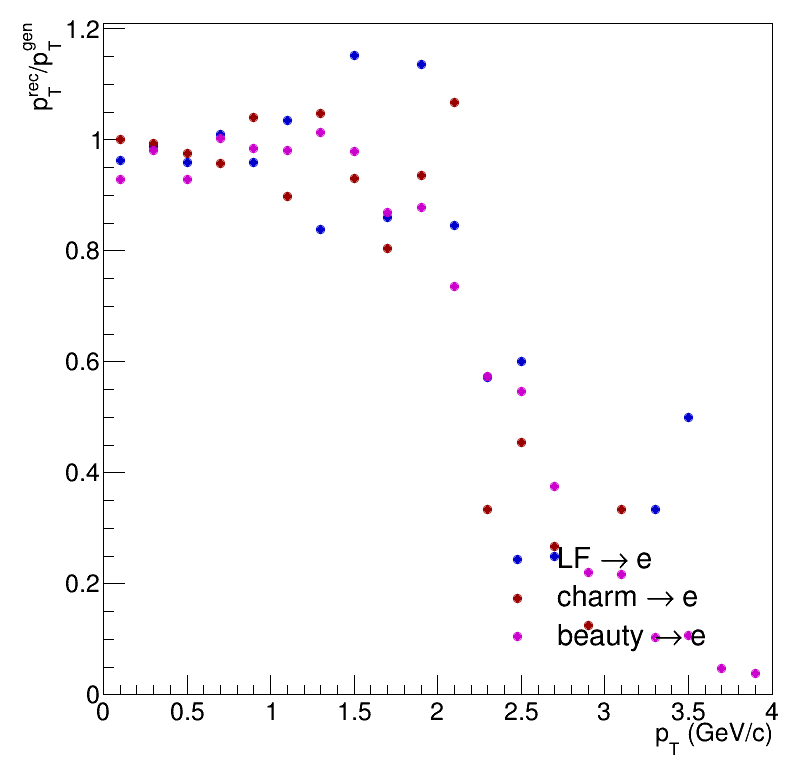 p_T^rec/p_T^gen
1.2
1
0.8
0.6
0.4
0.2
0
LF → e
charm → e
beauty → e
0 0.5 1 1.5 2 2.5 3 3.5 4
p_T (GeV/c)